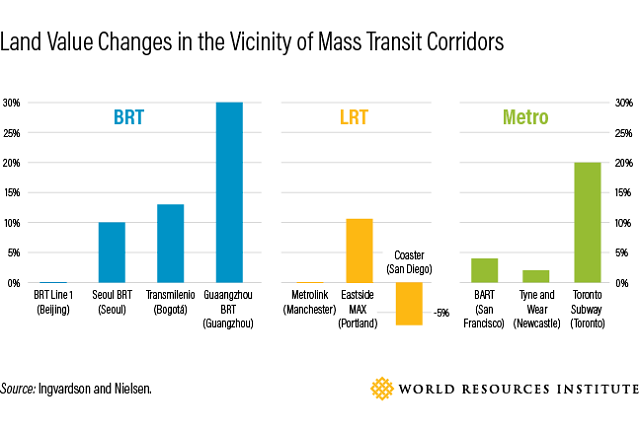 Land Value Changes in the Vicinity of Mass Transit Corridors
30%
25%
20%
15%
10%
5%
0%
BRT
BRT Line 1
(Beijing)
Seoul BRT
(Seoul)
Transmilenio
(Bogotá)
Guaangzhou
BRT
(Guangzhou)
LRT
Metrolink
(Manchester)
Eastside
MAX
(Portland)
Coaster
(San Diego)
-5%
Metro
BART
(San
Francisco)
Tyne and
Wear
(Newcastle)
Toronto
Subway
(Toronto)
30%
25%
20%
15%
10%
5%
0%
Source: Ingvardson and Nielsen.
WORLD RESOURCES INSTITUTE